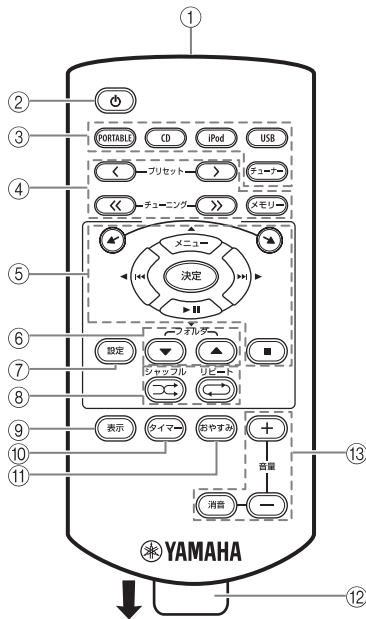 ①
②
③
PORTABLE CD iPod USB
④
プリセット チューナー
チューニング メモリー
⑤
メニュー
決定
⑥
フォルダー
⑦
設定
シャッフル リピート
⑧
⑨
表示 タイマー おやすみ
⑩
⑪
⑬
音量
消音
YAMAHA
⑫